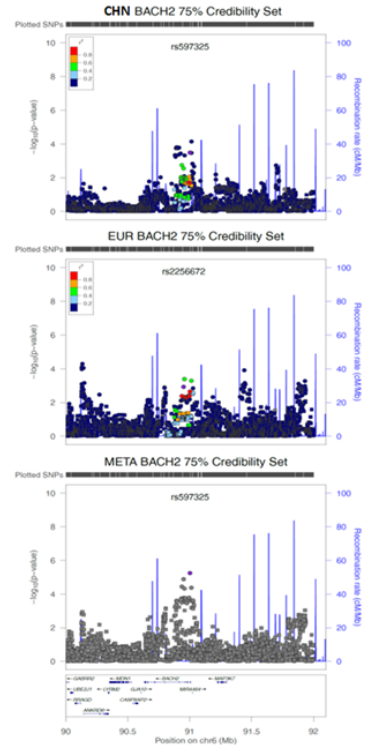 CHN BACH2 75% Credibility Set
Plotted SNPs
10
100
rs597325
r²
0.8
0.6
0.4
0.2
8
80
6
60
4
40
2
20
0
0
−log10(p-value)
Recombination rate (cM/Mb)
EUR BACH2 75% Credibility Set
Plotted SNPs
10
100
rs2256672
r²
0.8
0.6
0.4
0.2
8
80
6
60
4
40
2
20
0
0
−log10(p-value)
Recombination rate (cM/Mb)
META BACH2 75% Credibility Set
Plotted SNPs
10
100
rs597325
8
80
6
60
4
40
2
20
0
0
−log10(p-value)
Recombination rate (cM/Mb)
GABRR2 MDN1 BACH2 MAP3K7
UBE2J1 LYRM2 GJA10
RRAGD CASP8AP2
ANKRD6
90 90.5 91 91.5 92
Position on chr6 (Mb)